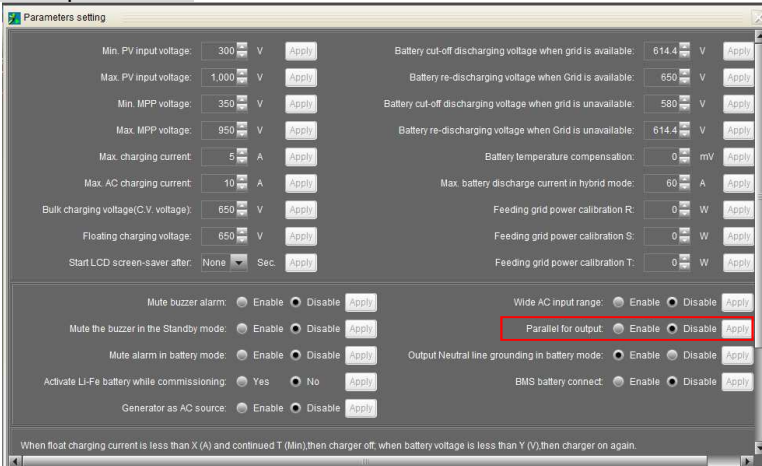 Parameters setting
Min. PV input voltage: 300 V Apply Battery cut-off discharging voltage when grid is available: 614.4 V Apply
Max. PV input voltage: 1,000 V Apply Battery re-discharging voltage when Grid is available: 650 V Apply
Min. MPP voltage: 350 V Apply Battery cut-off discharging voltage when grid is unavailable: 580 V Apply
Max. MPP voltage: 950 V Apply Battery re-discharging voltage when Grid is unavailable: 614.4 V Apply
Max. charging current: 5 A Apply Battery temperature compensation: 0 mV Apply
Max. AC charging current: 10 A Apply Max. battery discharge current in hybrid mode: 60 A Apply
Bulk charging voltage(C.V. voltage): 650 V Apply Feeding grid power calibration R: 0 W Apply
Floating charging voltage: 650 V Apply Feeding grid power calibration S: 0 W Apply
Start LCD screen-saver after: None Sec. Apply Feeding grid power calibration T: 0 W Apply
Mute buzzer alarm: Enable Disable Apply Wide AC input range: Enable Disable Apply
Mute the buzzer in the Standby mode: Enable Disable Apply Parallel for output: Enable Disable Apply
Mute alarm in battery mode: Enable Disable Apply Output Neutral line grounding in battery mode: Enable Disable Apply
Activate Li-Fe battery while commissioning: Yes No Apply BMS battery connect: Enable Disable Apply
Generator as AC source: Enable Disable Apply
When float charging current is less than X (A) and continued T (Min),then charger off, when battery voltage is less than Y (V),then charger on again.